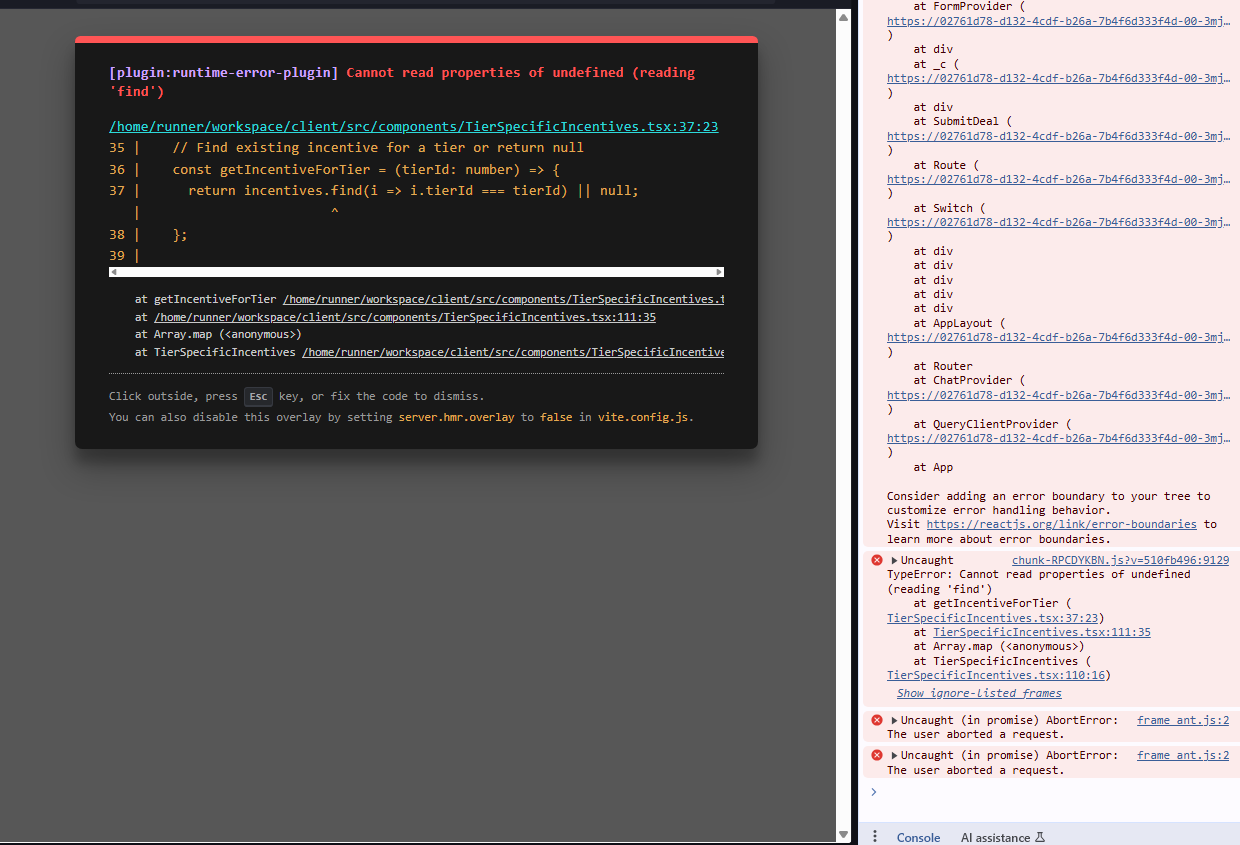 [plugin:runtime-error-plugin] Cannot read properties of undefined (reading
'find')
/home/runner/workspace/client/src/components/TierSpecificIncentives.tsx:37:23
35 |    // Find existing incentive for a tier or return null
36 |    const getIncentiveForTier = (tierId: number) => {
37 |      return incentives.find(i => i.tierId === tierId) || null;
   |                         ^
38 |    };
39 |
at getIncentiveForTier /home/runner/workspace/client/src/components/TierSpecificIncentives.t
at /home/runner/workspace/client/src/components/TierSpecificIncentives.tsx:111:35
at Array.map (<anonymous>)
at TierSpecificIncentives /home/runner/workspace/client/src/components/TierSpecificIncentive
Click outside, press Esc key, or fix the code to dismiss.
You can also disable this overlay by setting server.hmr.overlay to false in vite.config.js.
at FormProvider (
https://02761d78-d132-4cdf-b26a-7b4f6d333f4d-00-3mj…
)
at div
at _c (
https://02761d78-d132-4cdf-b26a-7b4f6d333f4d-00-3mj…
)
at div
at SubmitDeal (
https://02761d78-d132-4cdf-b26a-7b4f6d333f4d-00-3mj…
)
at Route (
https://02761d78-d132-4cdf-b26a-7b4f6d333f4d-00-3mj…
)
at Switch (
https://02761d78-d132-4cdf-b26a-7b4f6d333f4d-00-3mj…
)
at div
at div
at div
at div
at div
at AppLayout (
https://02761d78-d132-4cdf-b26a-7b4f6d333f4d-00-3mj…
)
at Router
at ChatProvider (
https://02761d78-d132-4cdf-b26a-7b4f6d333f4d-00-3mj…
)
at QueryClientProvider (
https://02761d78-d132-4cdf-b26a-7b4f6d333f4d-00-3mj…
)
at App
Consider adding an error boundary to your tree to
customize error handling behavior.
Visit https://reactjs.org/link/error-boundaries to
learn more about error boundaries.
Uncaught chunk-RPCDYKBN.js?v=510fb496:9129
TypeError: Cannot read properties of undefined
(reading 'find')
at getIncentiveForTier (
TierSpecificIncentives.tsx:37:23)
at TierSpecificIncentives.tsx:111:35
at Array.map (<anonymous>)
at TierSpecificIncentives (
TierSpecificIncentives.tsx:110:16)
Show ignore-listed frames
Uncaught (in promise) AbortError: frame ant.js:2
The user aborted a request.
Uncaught (in promise) AbortError: frame ant.js:2
The user aborted a request.
Console AI assistance